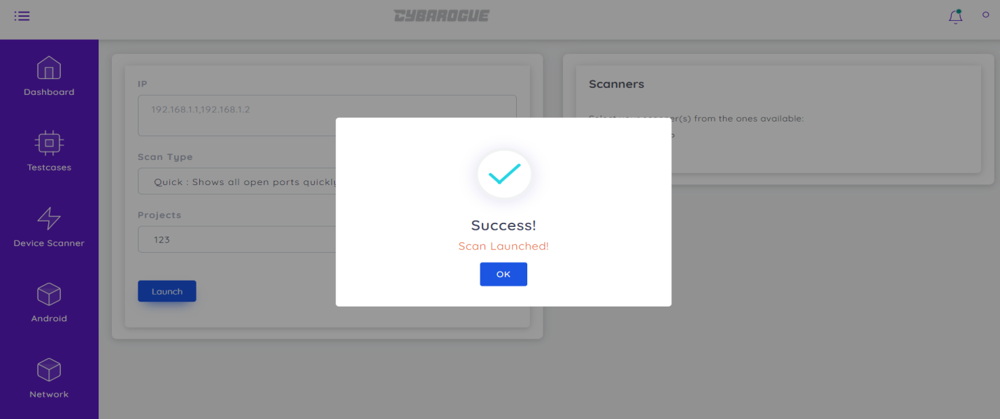 CYBAROGUE
Dashboard
Testcases
Device Scanner
Android
Network
IP
192.168.1.1,192.168.1.2
Scan Type
Quick : Shows all open ports quickly
Projects
123
Launch
Scanners
Select your scanner(s) from the ones available:
Success!
Scan Launched!
OK